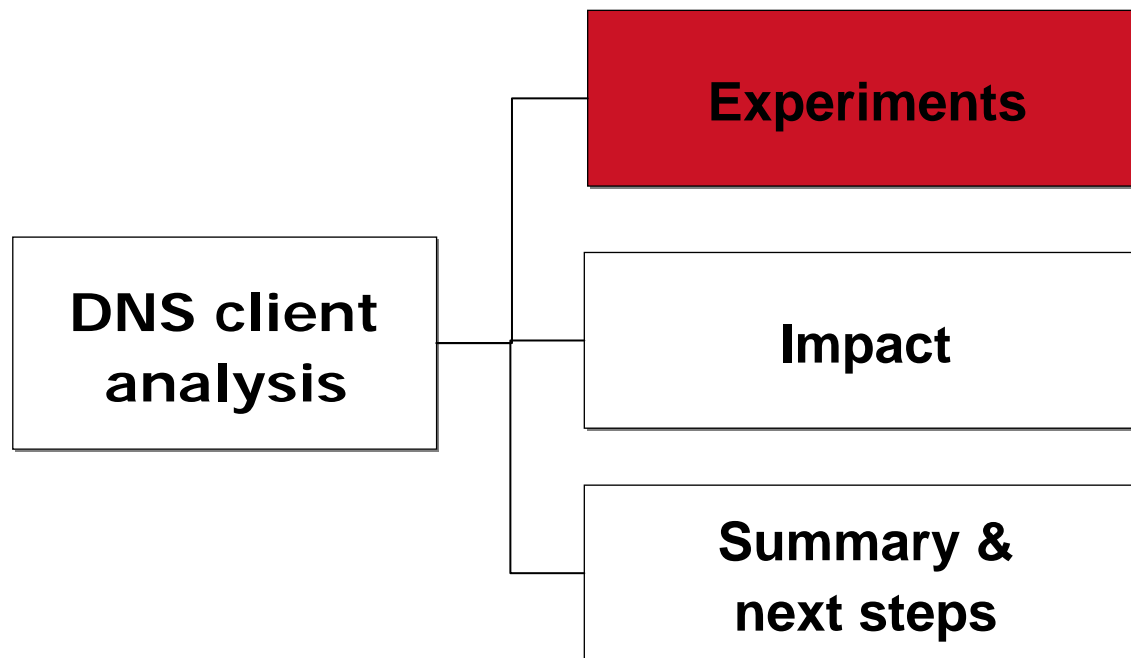 Experiments
DNS client
analysis
Impact
Summary &
next steps